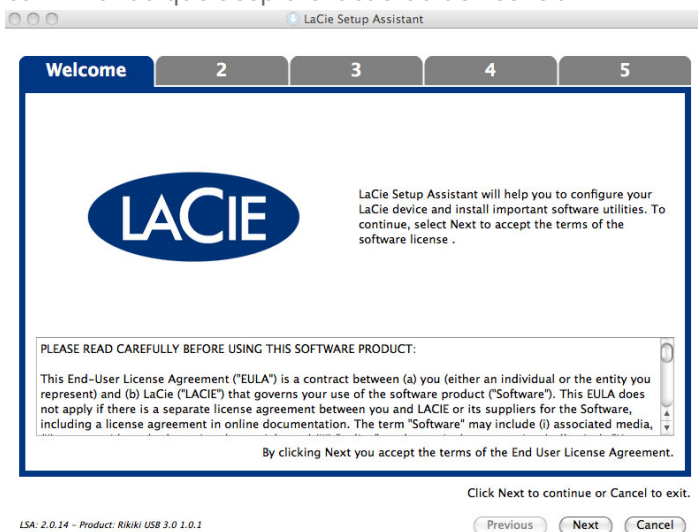 LaCie Setup Assistant
Welcome 2 3 4 5
LACIE
LaCie Setup Assistant will help you to configure your
LaCie device and install important software utilities. To
continue, select Next to accept the terms of the
software license .
PLEASE READ CAREFULLY BEFORE USING THIS SOFTWARE PRODUCT:
This End-User License Agreement ("EULA") is a contract between (a) you (either an individual or the entity you
represent) and (b) LaCie ("LACIE") that governs your use of the software product ("Software"). This EULA does
not apply if there is a separate license agreement between you and LACIE or its suppliers for the Software,
including a license agreement in online documentation. The term "Software" may include (i) associated media,
By clicking Next you accept the terms of the End User License Agreement.
Click Next to continue or Cancel to exit.
LSA: 2.0.14 - Product: Rikiki USB 3.0 1.0.1
Previous Next Cancel